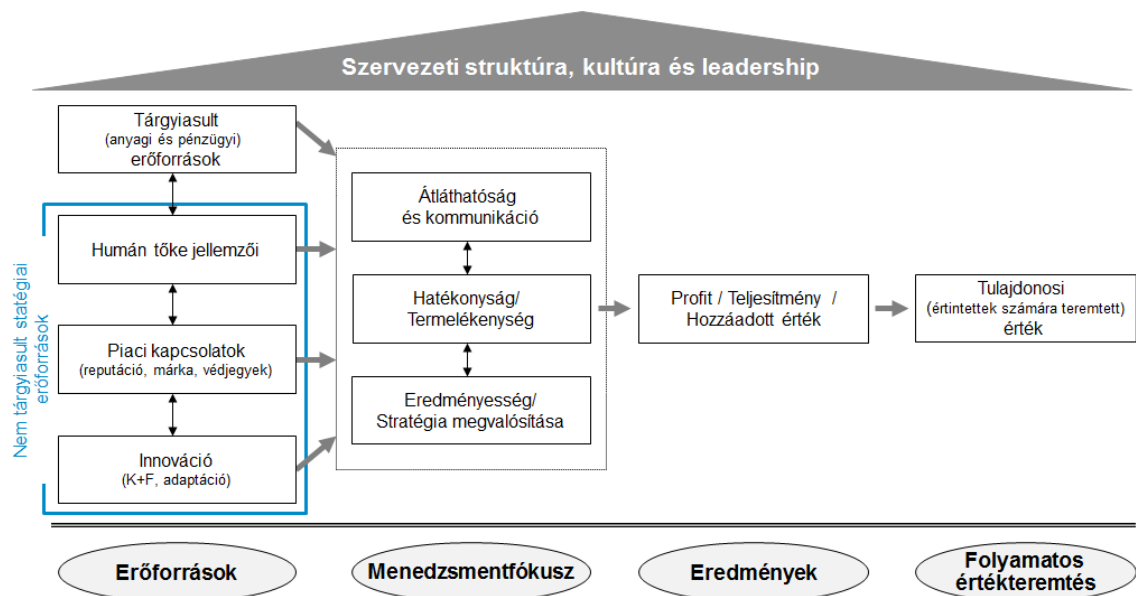 Szervezeti struktúra, kultúra és leadership
Tárgyiasult
(anyagi és pénzügyi)
erőforrások
Nem tárgyiasult statégiai
erőforrások
Humán tőke jellemzői
Piaci kapcsolatok
(reputáció, márka, védjegyek)
Innováció
(K+F, adaptáció)
Átláthatóság
és kommunikáció
Hatékonyság/
Termelékenység
Eredményesség/
Stratégia megvalósítása
Profit / Teljesítmény /
Hozzáadott érték
Tulajdonosi
(értintettek számára teremtett)
érték
Erőforrások
Menedzsmentfókusz
Eredmények
Folyamatos
értékteremtés